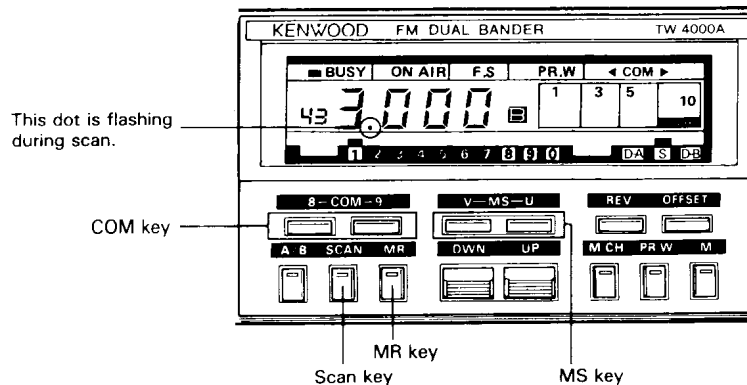 KENWOOD FM DUAL BANDER TW 4000A
BUSY ON AIR F.S PR.W ◄ COM ►
43 3.000 B 1 3 5 10
This dot is flashing
during scan.
1 2 3 4 5 6 7 8 9 0 D-A S D-B
8-COM-9 V-MS-U REV OFFSET
COM key
A·B SCAN MR DWN UP M CH PR W M
MR key
Scan key MS key